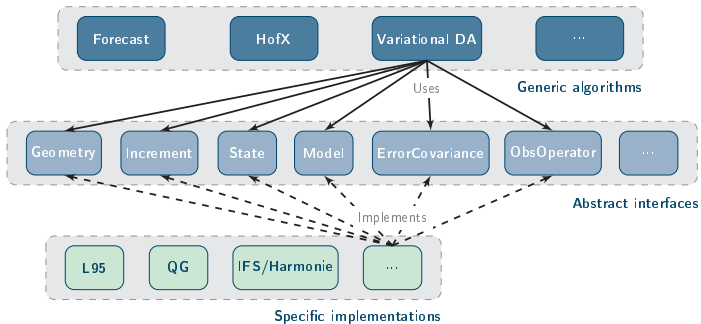 Forecast
HofX
Variational DA
...
Uses
Generic algorithms
Geometry
Increment
State
Model
ErrorCovariance
ObsOperator
...
Abstract interfaces
Implements
L95
QG
IFS/Harmonie
...
Specific implementations